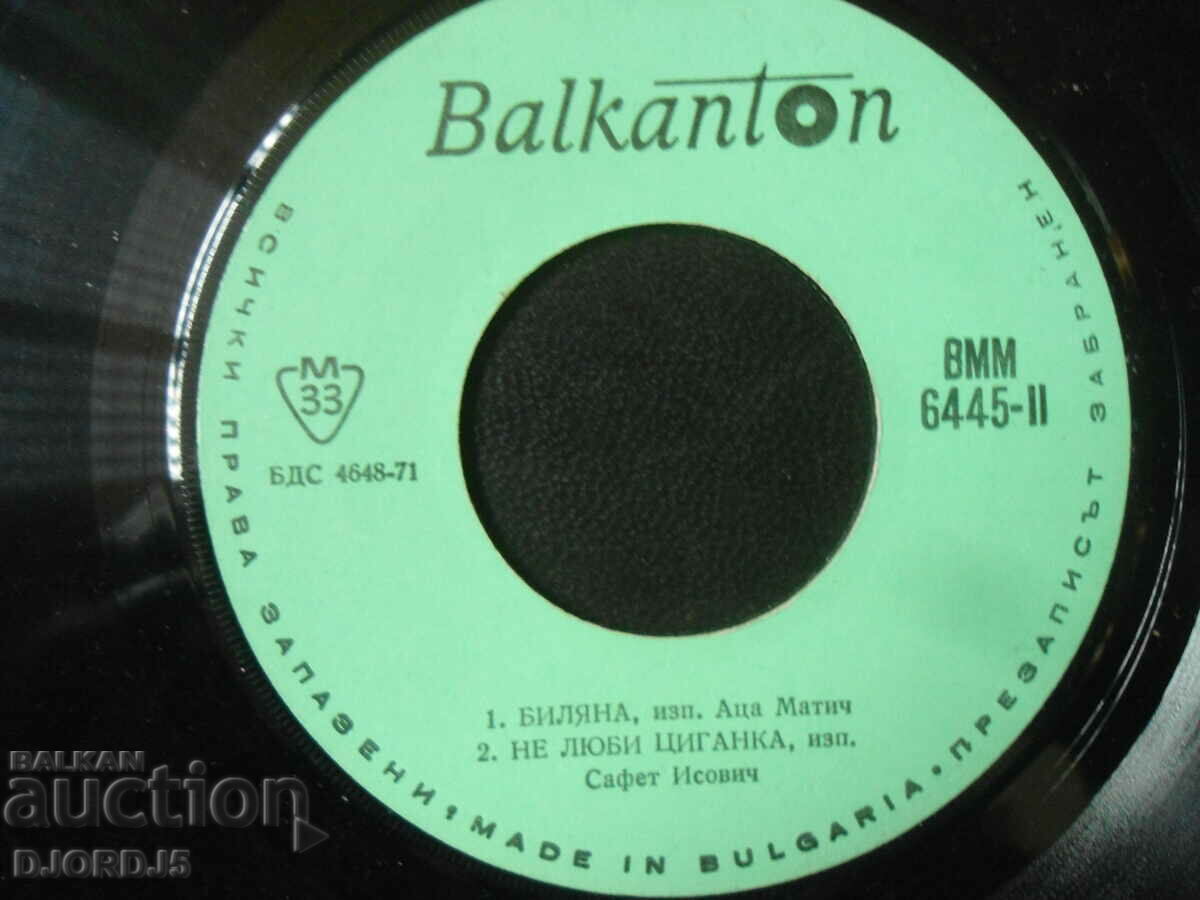 Balkanton
М
33
БДС 4648-71
ВММ
6445-II
1. БИЛЯНА, изп. Аца Матич
2. НЕ ЛЮБИ ЦИГАНКА, изп.
Сафет Исович
ВСИЧКИ ПРАВА ЗАПАЗЕНИ • MADE IN BULGARIA • ПРЕЗАПИСЪТ ЗАБРАНЕН
BALKAN
auction
DJORDJ5